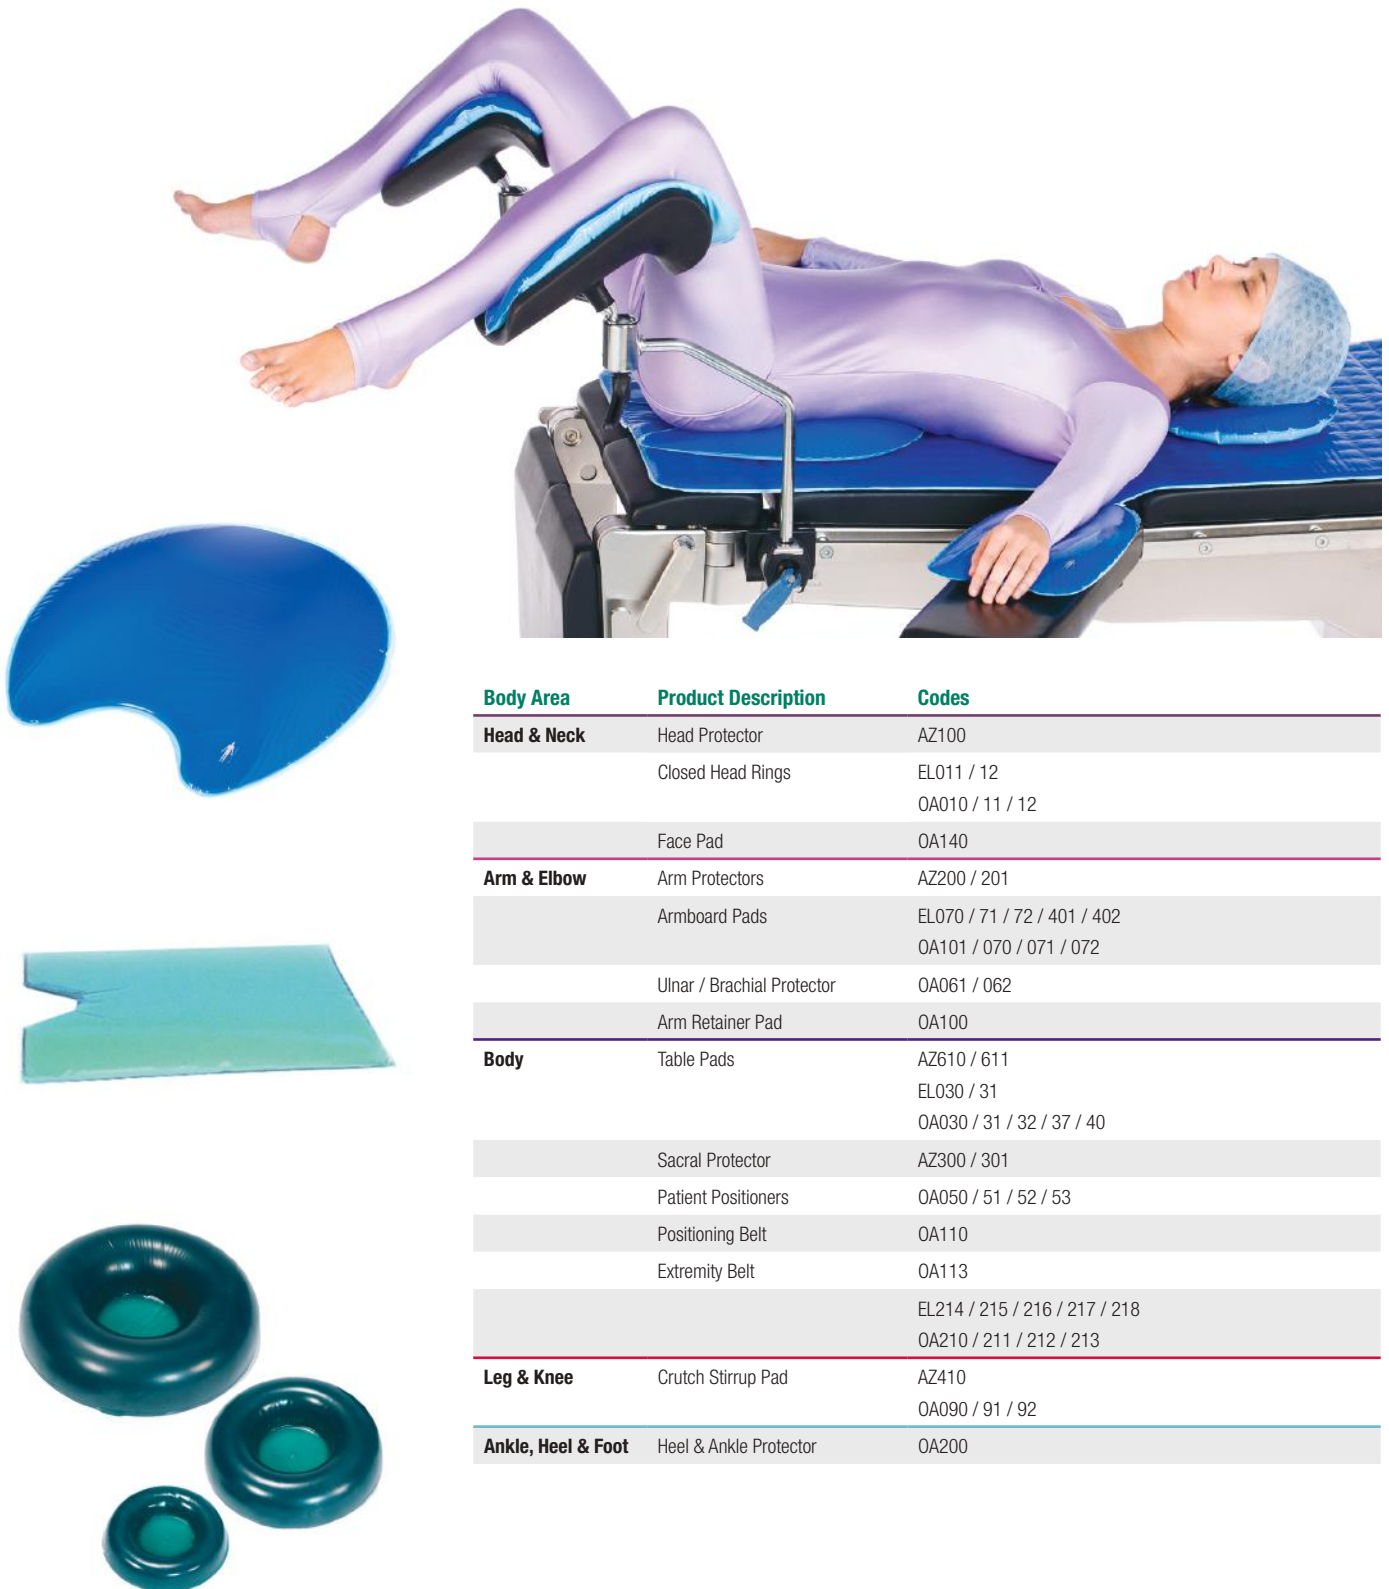 Body Area Product Description Codes
Head & Neck Head Protector AZ100
Closed Head Rings EL011 / 12
OA010 / 11 / 12
Face Pad OA140
Arm & Elbow Arm Protectors AZ200 / 201
Armboard Pads EL070 / 71 / 72 / 401 / 402
OA101 / 070 / 071 / 072
Ulnar / Brachial Protector OA061 / 062
Arm Retainer Pad OA100
Body Table Pads AZ610 / 611
EL030 / 31
OA030 / 31 / 32 / 37 / 40
Sacral Protector AZ300 / 301
Patient Positioners OA050 / 51 / 52 / 53
Positioning Belt OA110
Extremity Belt OA113
EL214 / 215 / 216 / 217 / 218
OA210 / 211 / 212 / 213
Leg & Knee Crutch Stirrup Pad AZ410
OA090 / 91 / 92
Ankle, Heel & Foot Heel & Ankle Protector OA200